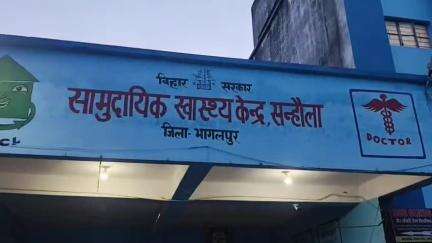 बिहार सरकार
सामुदायिक स्वास्थ्य केन्द्र, सन्हौला
जिला- भागलपुर
DOCTOR